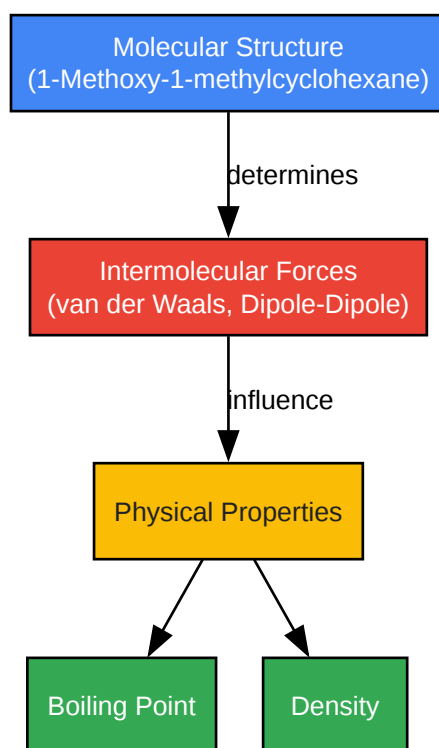 Molecular Structure
(1-Methoxy-1-methylcyclohexane)
determines
Intermolecular Forces
(van der Waals, Dipole-Dipole)
influence
Physical Properties
Boiling Point
Density